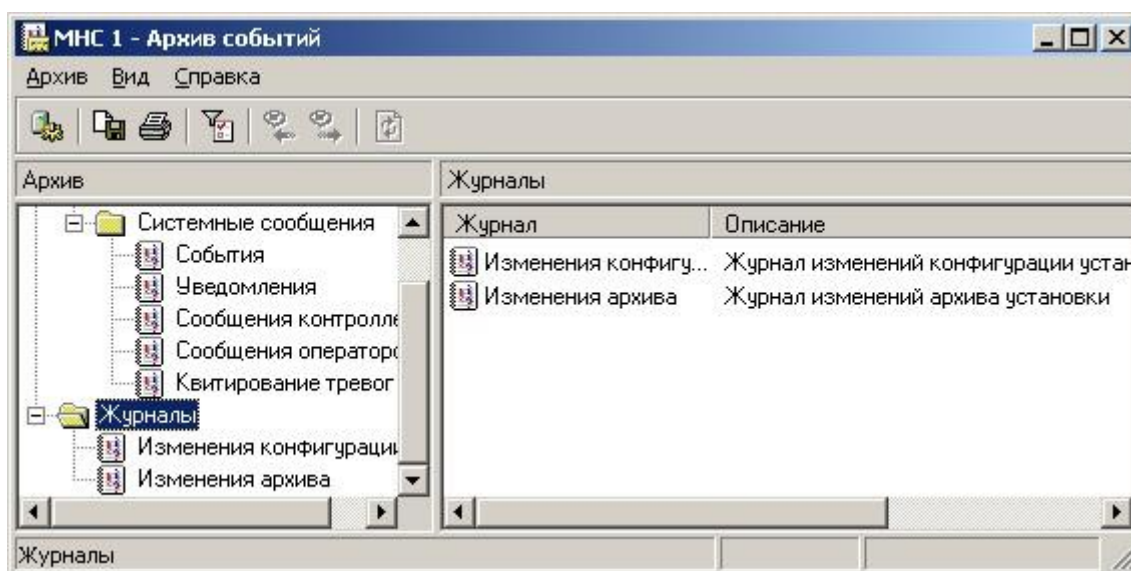 МНС 1 - Архив событий
Архив Вид Справка
Архив
Журналы
Системные сообщения
События
Уведомления
Сообщения контролле
Сообщения операторо
Квитирование тревог
Журналы
Изменения конфигурации
Изменения архива
Журнал Описание
Изменения конфигу... Журнал изменений конфигурации устан
Изменения архива Журнал изменений архива установки
Журналы